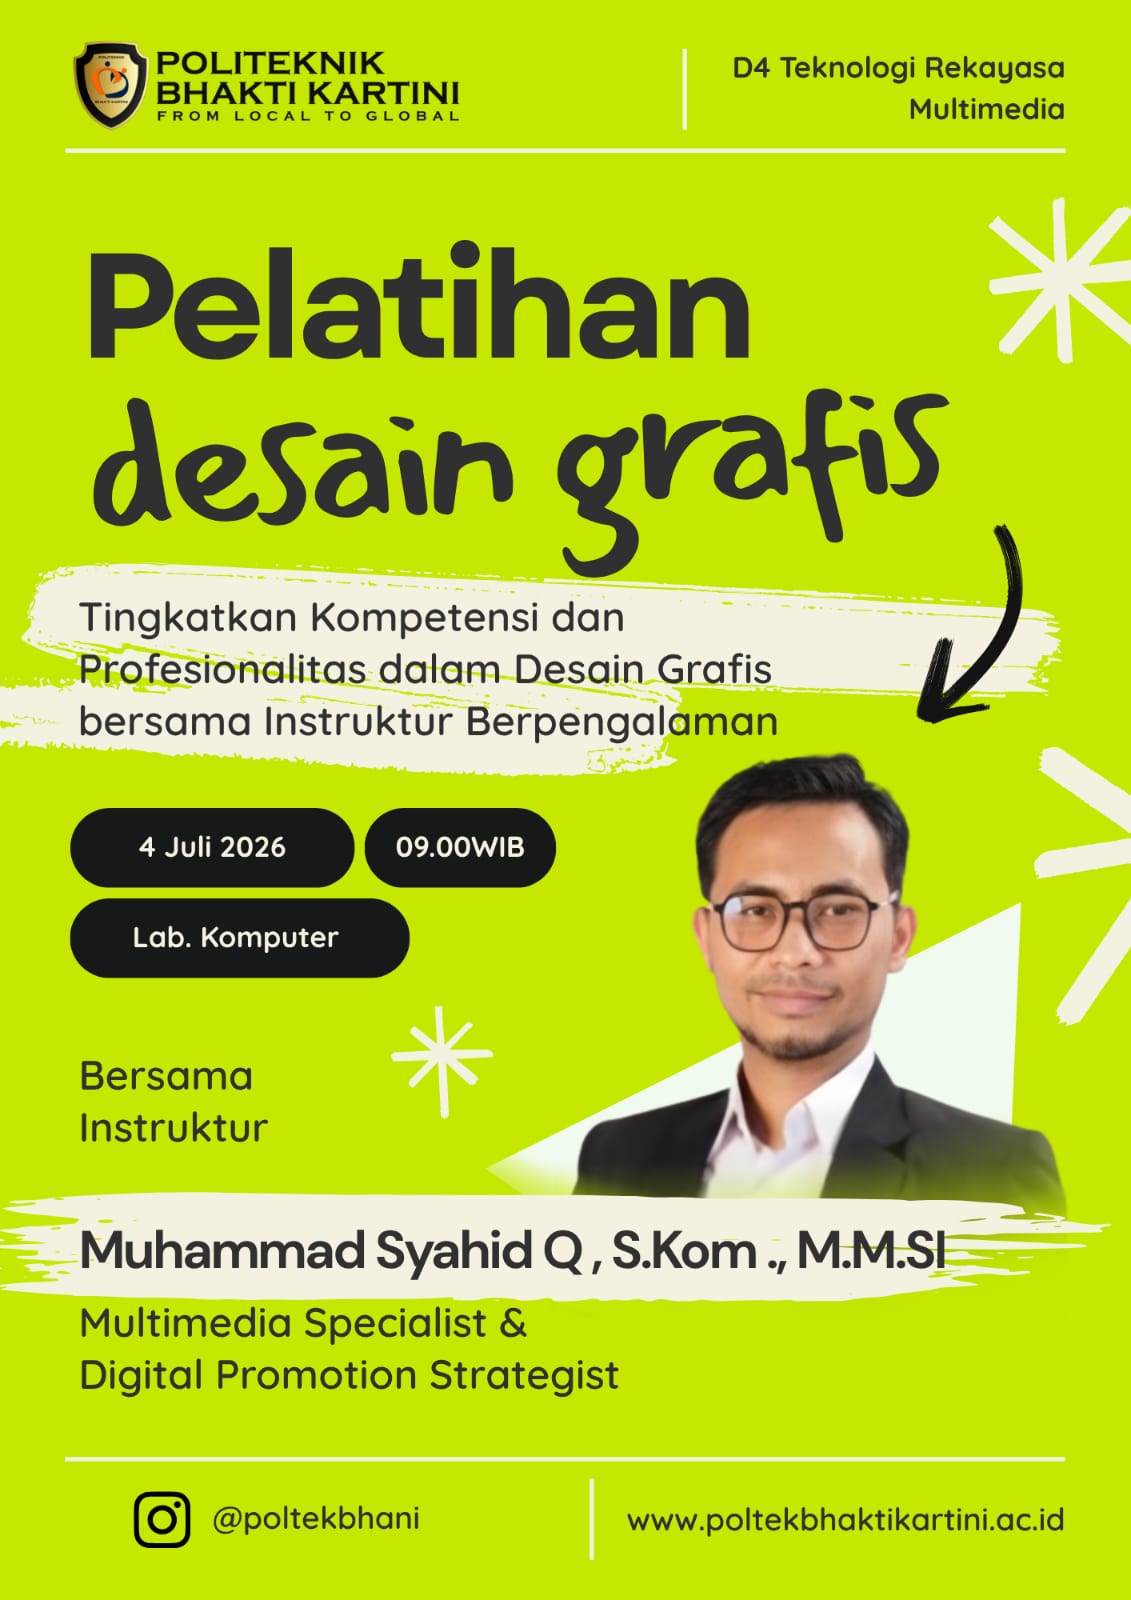 POLITEKNIK
BHAKTI KARTINI
FROM LOCAL TO GLOBAL
D4 Teknologi Rekayasa
Multimedia
Pelatihan
desain grafis
Tingkatkan Kompetensi dan
Profesionalitas dalam Desain Grafis
bersama Instruktur Berpengalaman
4 Juli 2026
09.00WIB
Lab. Komputer
Bersama
Instruktur
Muhammad Syahid Q , S.Kom ., M.M.SI
Multimedia Specialist &
Digital Promotion Strategist
@poltekbhani
www.poltekbhaktikartini.ac.id